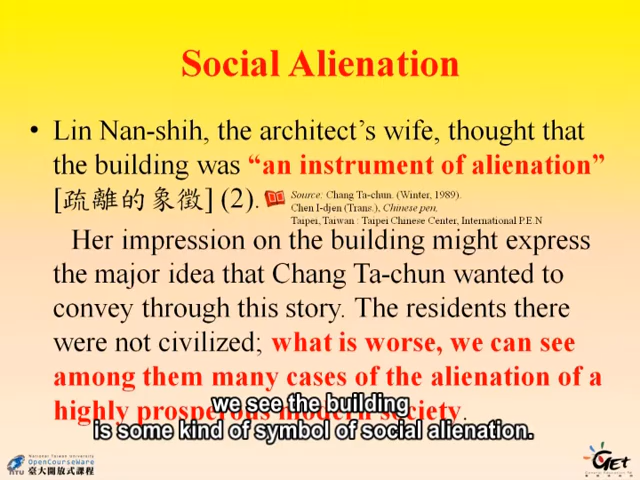 Social Alienation
• Lin Nan-shih, the architect's wife, thought that
the building was “an instrument of alienation”
[疏離的象徵] (2).
Source: Chang Ta-chun. (Winter, 1989).
Chen I-djen (Trans.), Chinese pen,
Taipei, Taiwan : Taipei Chinese Center, International P.E.N
Her impression on the building might express
the major idea that Chang Ta-chun wanted to
convey through this story. The residents there
were not civilized; what is worse, we can see
among them many cases of the alienation of a
highly prosperous modern society.
we see the building
is some kind of symbol of social alienation.
NTU
National Taiwan University
OpenCourseWare
臺大開放式課程
GET